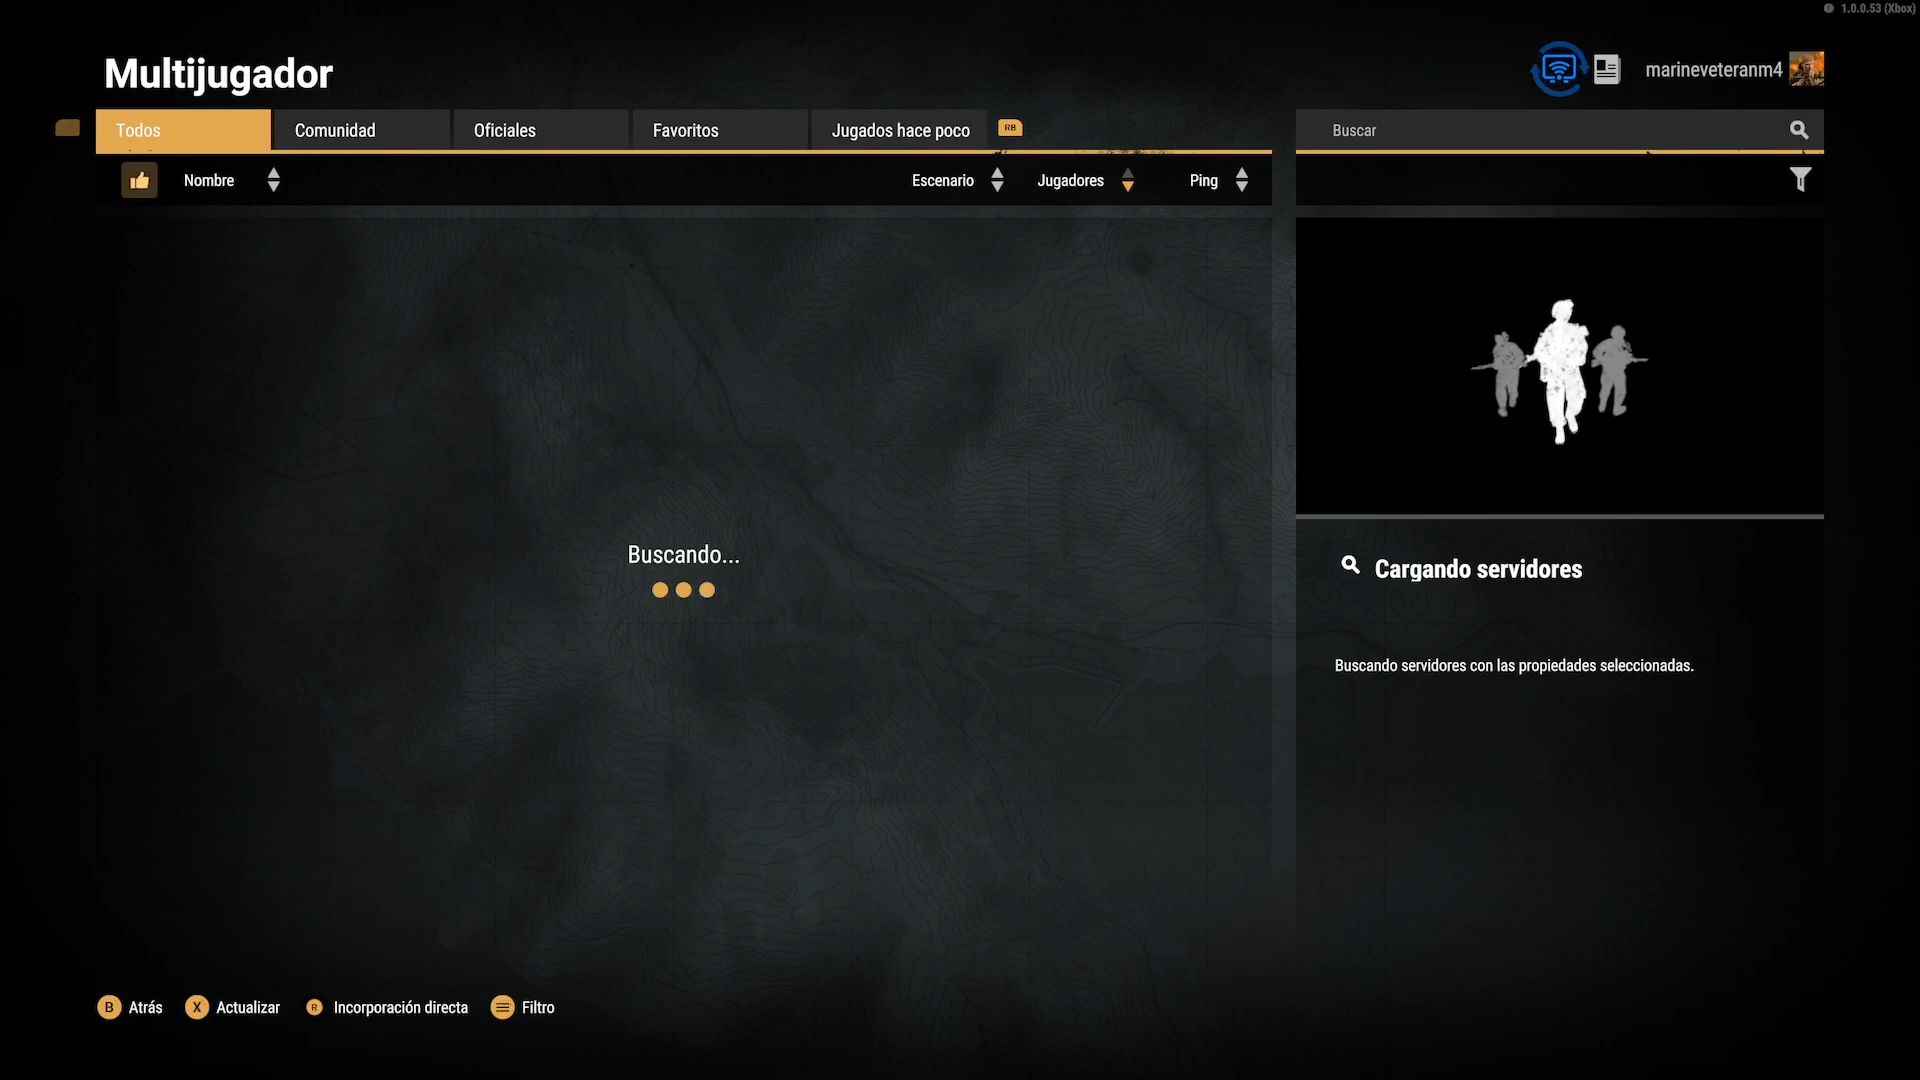 1.0.0.53 (Xbox)
Multijugador
marineveteranm4
Todos
Comunidad
Oficiales
Favoritos
Jugados hace poco
RB
Buscar
Nombre
Escenario
Jugadores
Ping
Buscando...
Cargando servidores
Buscando servidores con las propiedades seleccionadas.
B Atrás
X Actualizar
R Incorporación directa
Filtro